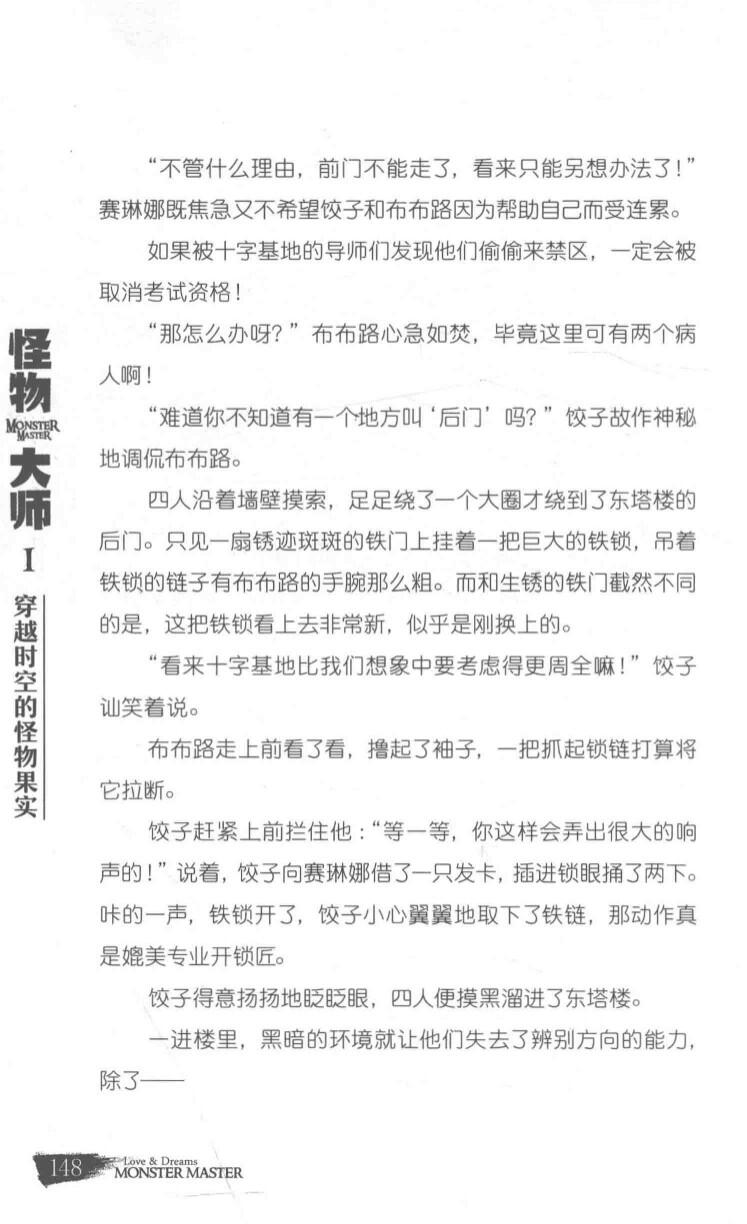 “不管什么理由，前门不能走了，看来只能另想办法了！”
赛琳娜既焦急又不希望饺子和布布路因为帮助自己而受连累。
如果被十字基地的导师们发现他们偷偷来禁区，一定会被
取消考试资格！
“那怎么办呀？”布布路心急如焚，毕竟这里可有两个病
人啊！
“难道你不知道有一个地方叫‘后门’吗？”饺子故作神秘
地调侃布布路。
四人沿着墙壁摸索，足足绕了一个大圈才绕到了东塔楼的
后门。只见一扇锈迹斑斑的铁门上挂着一把巨大的铁锁，吊着
铁锁的链子有布布路的手腕那么粗。而和生锈的铁门截然不同
的是，这把铁锁看上去非常新，似乎是刚换上的。
“看来十字基地比我们想象中要考虑得更周全嘛！”饺子
讪笑着说。
布布路走上前看了看，撸起了袖子，一把抓起锁链打算将
它拉断。
饺子赶紧上前拦住他：“等一等，你这样会弄出很大的响
声的！”说着，饺子向赛琳娜借了一只发卡，插进锁眼捅了两下。
咔的一声，铁锁开了，饺子小心翼翼地取下了铁链，那动作真
是媲美专业开锁匠。
饺子得意扬扬地眨眨眼，四人便摸黑溜进了东塔楼。
一进楼里，黑暗的环境就让他们失去了辨别方向的能力，
除了——
怪物
MONSTER
MASTER
大师
I
穿越时空的怪物果实
148
Love & Dreams
MONSTER MASTER